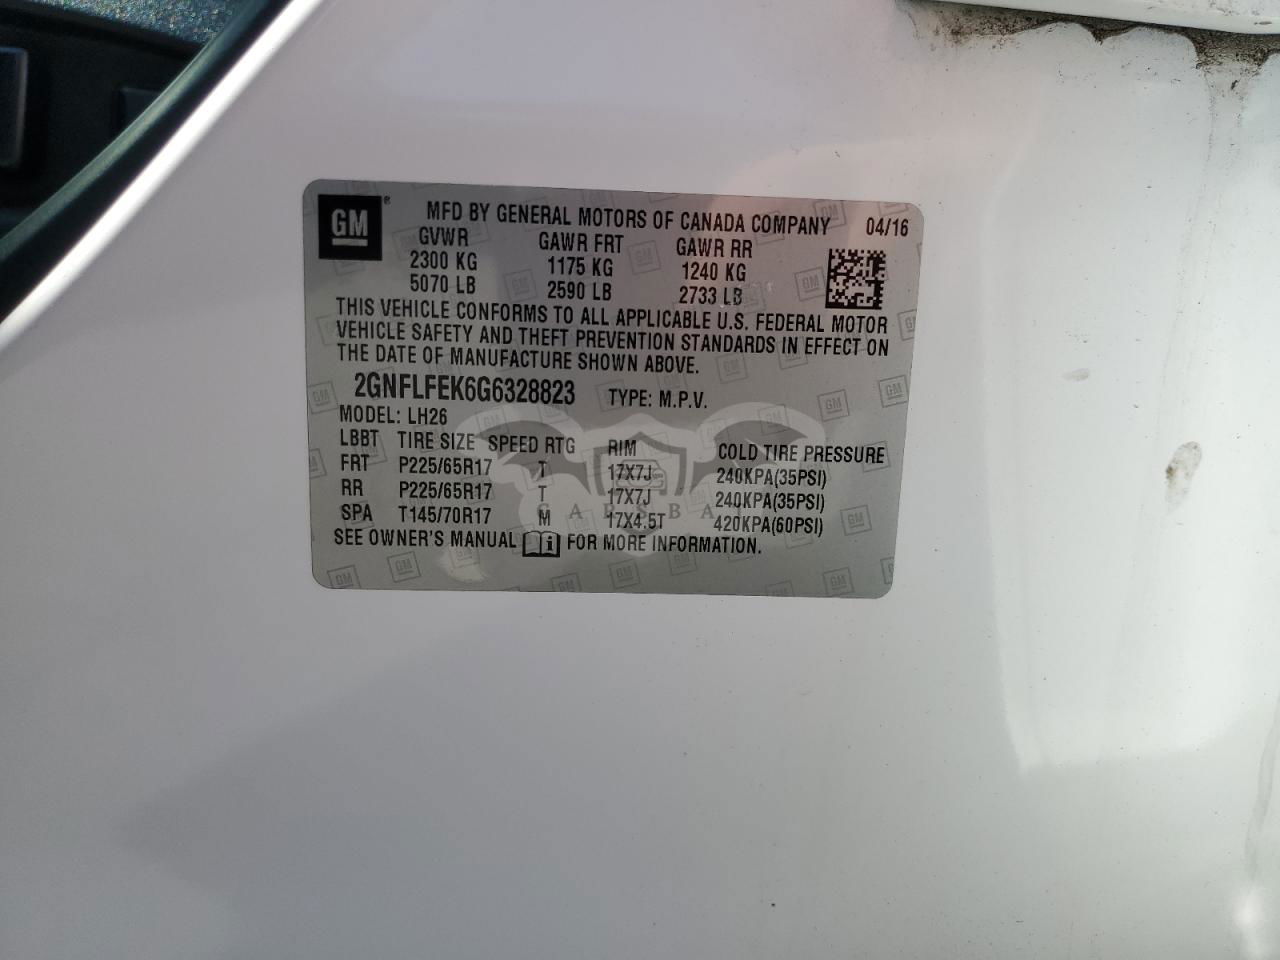 GM ® MFD BY GENERAL MOTORS OF CANADA COMPANY 04/16
GVWR GAWR FRT GAWR RR
2300 KG 1175 KG 1240 KG
5070 LB 2590 LB 2733 LB
THIS VEHICLE CONFORMS TO ALL APPLICABLE U.S. FEDERAL MOTOR
VEHICLE SAFETY AND THEFT PREVENTION STANDARDS IN EFFECT ON
THE DATE OF MANUFACTURE SHOWN ABOVE.
2GNFLFEK6G6328823 TYPE: M.P.V.
MODEL: LH26
LBBT TIRE SIZE SPEED RTG RIM COLD TIRE PRESSURE
FRT P225/65R17 T 17X7J 240KPA(35PSI)
RR P225/65R17 T 17X7J 240KPA(35PSI)
SPA T145/70R17 M 17X4.5T 420KPA(60PSI)
SEE OWNER'S MANUAL FOR MORE INFORMATION.